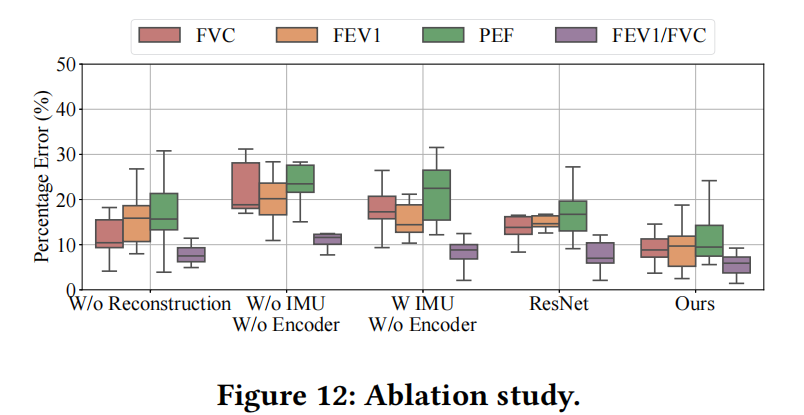 FVC FEV1 PEF FEV1/FVC
Percentage Error (%)
50
40
30
20
10
0
W/o Reconstruction W/o IMU W IMU ResNet Ours
W/o Encoder W/o Encoder
Figure 12: Ablation study.